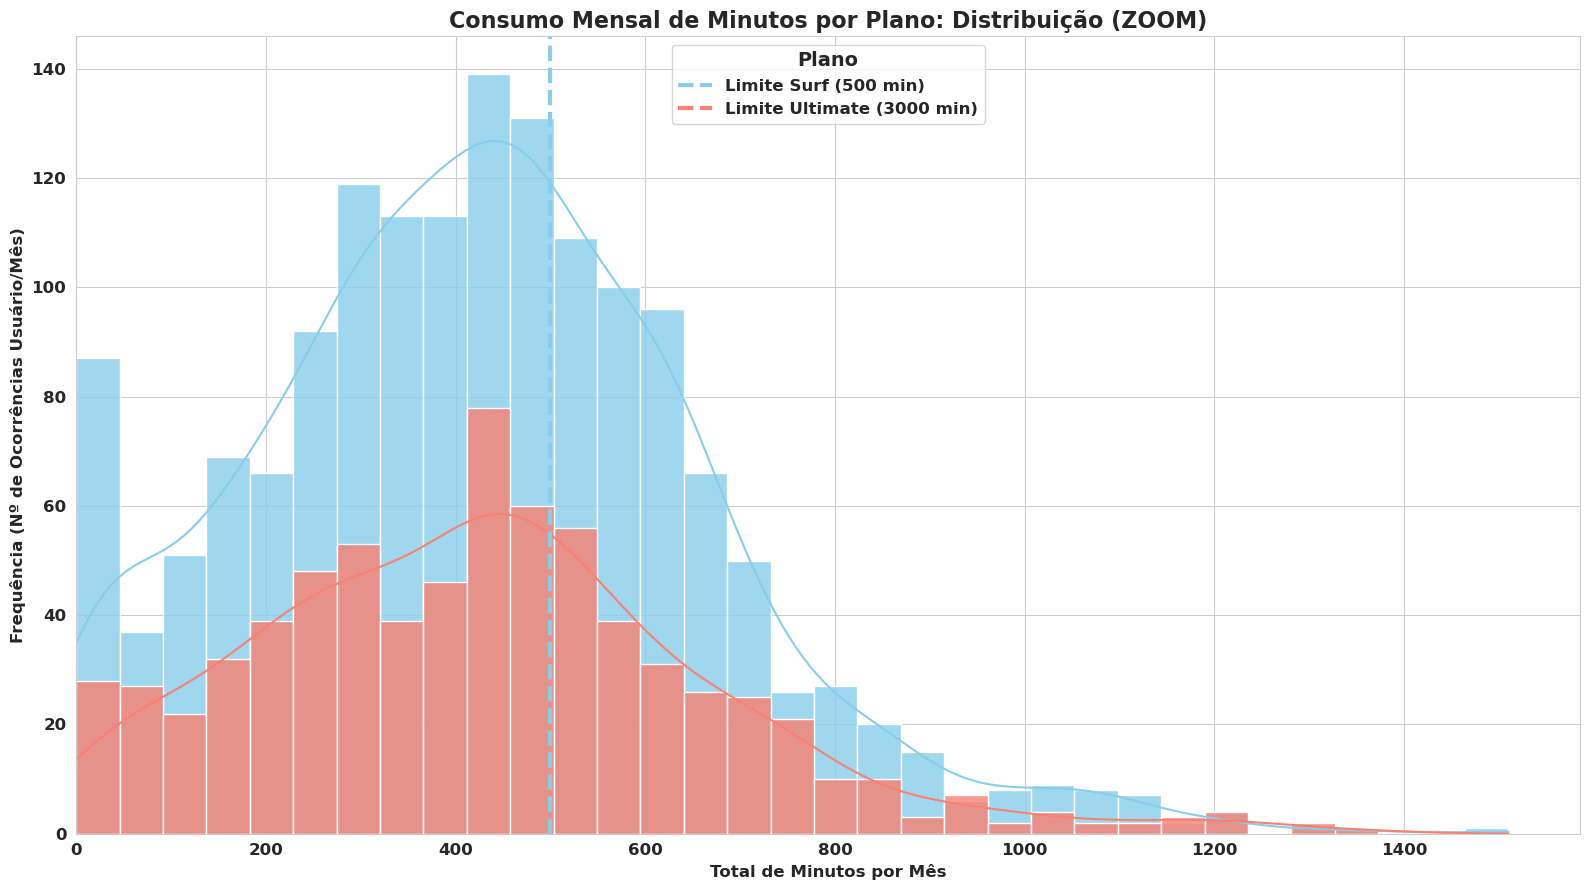 Consumo Mensal de Minutos por Plano: Distribuição (ZOOM)
Plano
Limite Surf (500 min)
Limite Ultimate (3000 min)
Frequência (Nº de Ocorrências Usuário/Mês)
140
120
100
80
60
40
20
0
0 200 400 600 800 1000 1200 1400
Total de Minutos por Mês